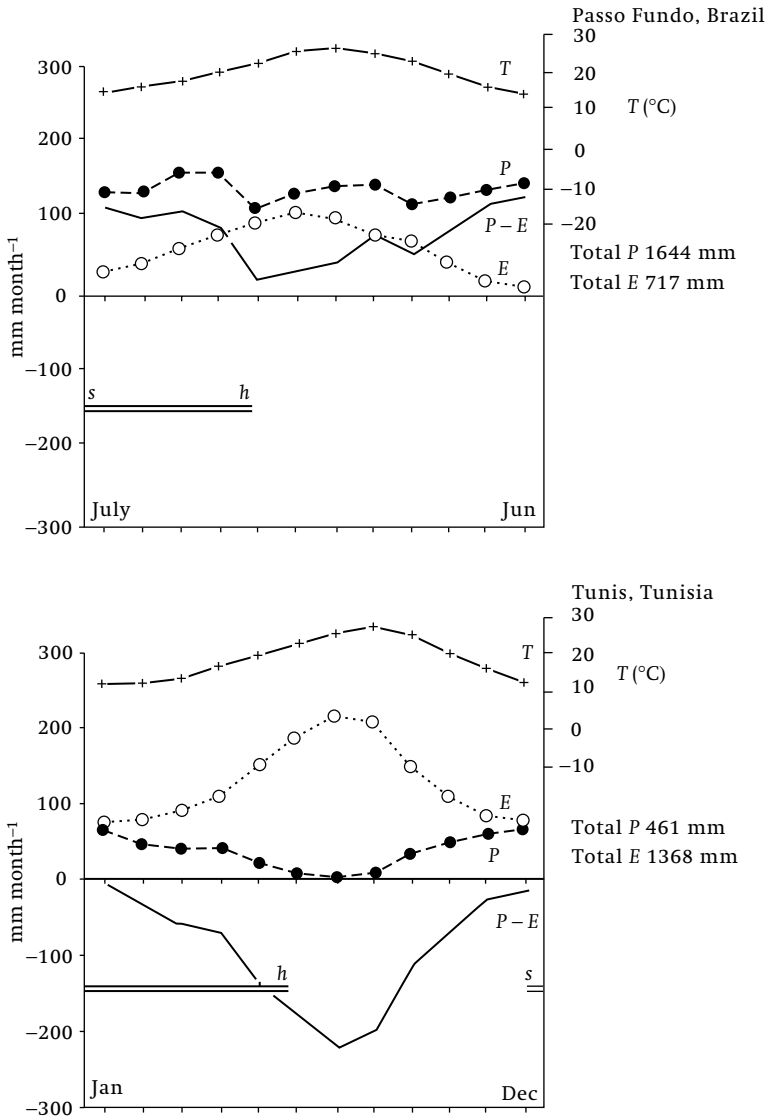 Passo Fundo, Brazil
30
300
T
20
10
T (°C)
200
0
P
−10
100
P − E
−20
E
Total P 1644 mm
Total E 717 mm
0
mm month⁻¹
−100
s
h
−200
July
Jun
−300
Tunis, Tunisia
30
300
T
20
T (°C)
10
200
0
−10
100
E
Total P 461 mm
P
Total E 1368 mm
0
mm month⁻¹
P − E
−100
h
s
−200
Jan
Dec
−300